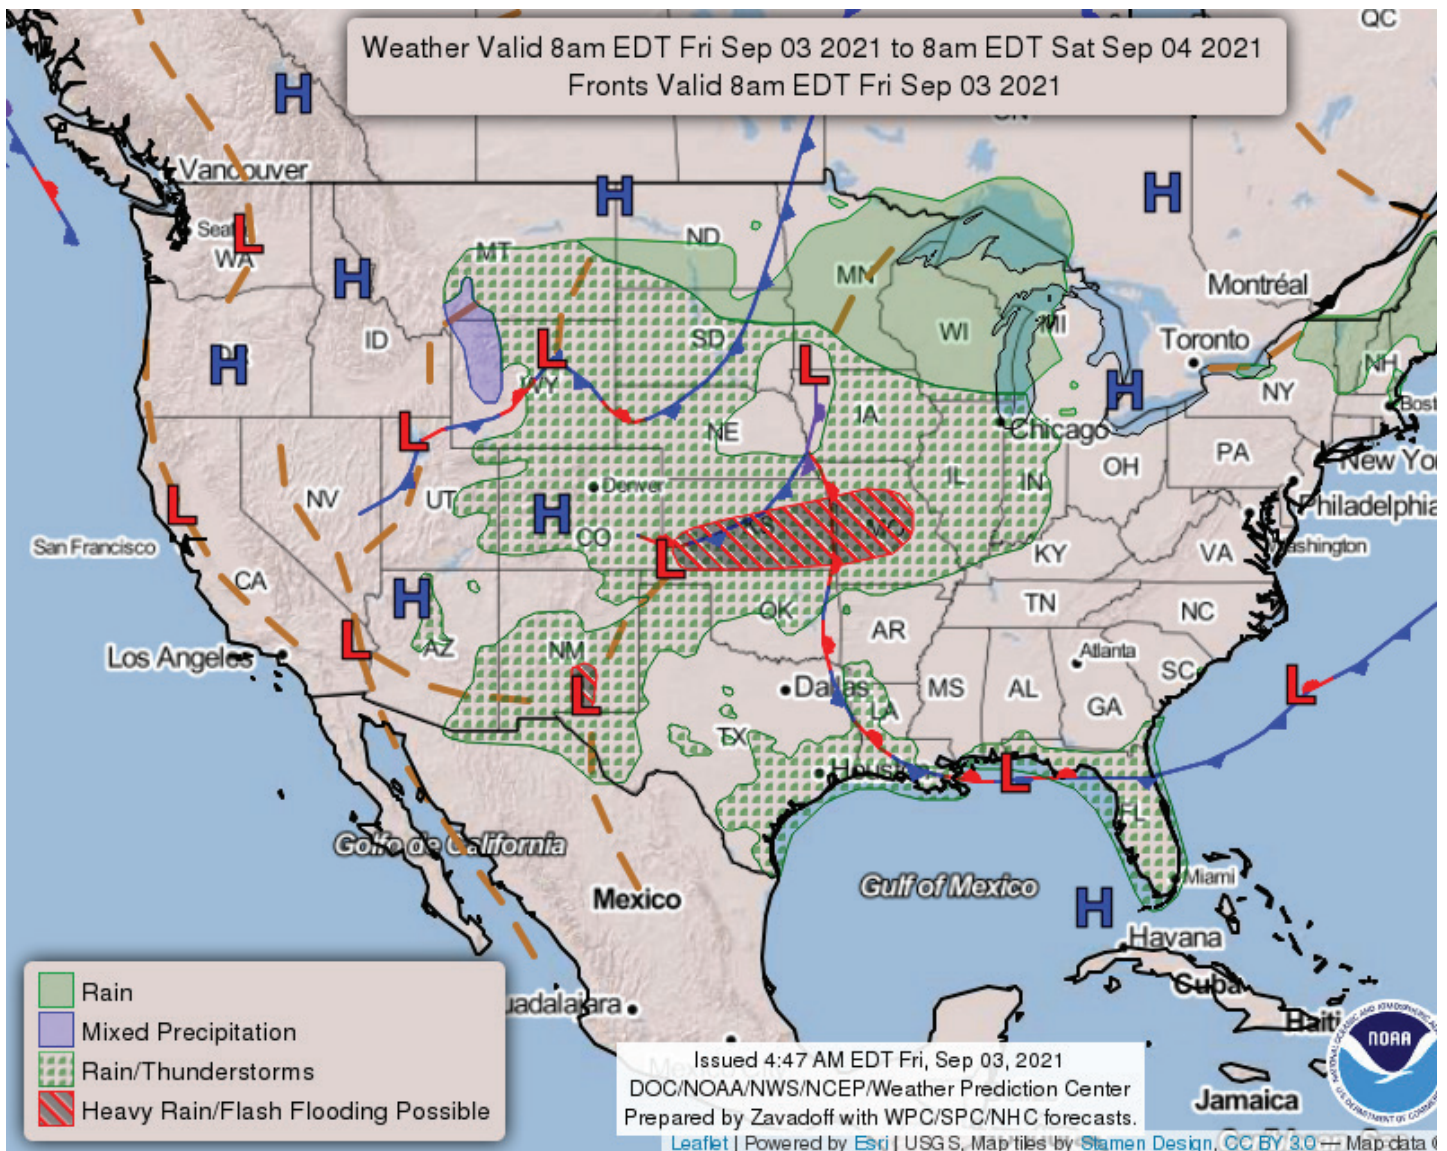 QC
Weather Valid 8am EDT Fri Sep 03 2021 to 8am EDT Sat Sep 04 2021
Fronts Valid 8am EDT Fri Sep 03 2021
H
Vancouver
H
H
L
WA
MT
ND
H
MN
Montréal
H
ID
L
SD
WI
MI
Toronto
NH
H
WY
L
H
NY
Bost
L
NE
IA
Chicago
PA
New Yo
NV
UT
Denver
IL
IN
OH
Philadelphia
L
H
CO
KS
MO
San Francisco
L
KY
VA
ashington
CA
H
OK
TN
NC
L
AZ
NM
AR
Atlanta
Los Angeles
SC
L
Dallas
LA
MS
AL
GA
L
TX
Houst
L
FL
Golfo de California
Gulf of Mexico
Miami
Mexico
H
Havana
Cuba
Haiti
uadalajara
Jamaica
Rain
Mixed Precipitation
Rain/Thunderstorms
Heavy Rain/Flash Flooding Possible
Issued 4:47 AM EDT Fri, Sep 03, 2021
DOC/NOAA/NWS/NCEP/Weather Prediction Center
Prepared by Zavadoff with WPC/SPC/NHC forecasts.
NOAA
Leaflet | Powered by Esri | USGS, Map tiles by Stamen Design, CC BY 3.0 — Map data ©